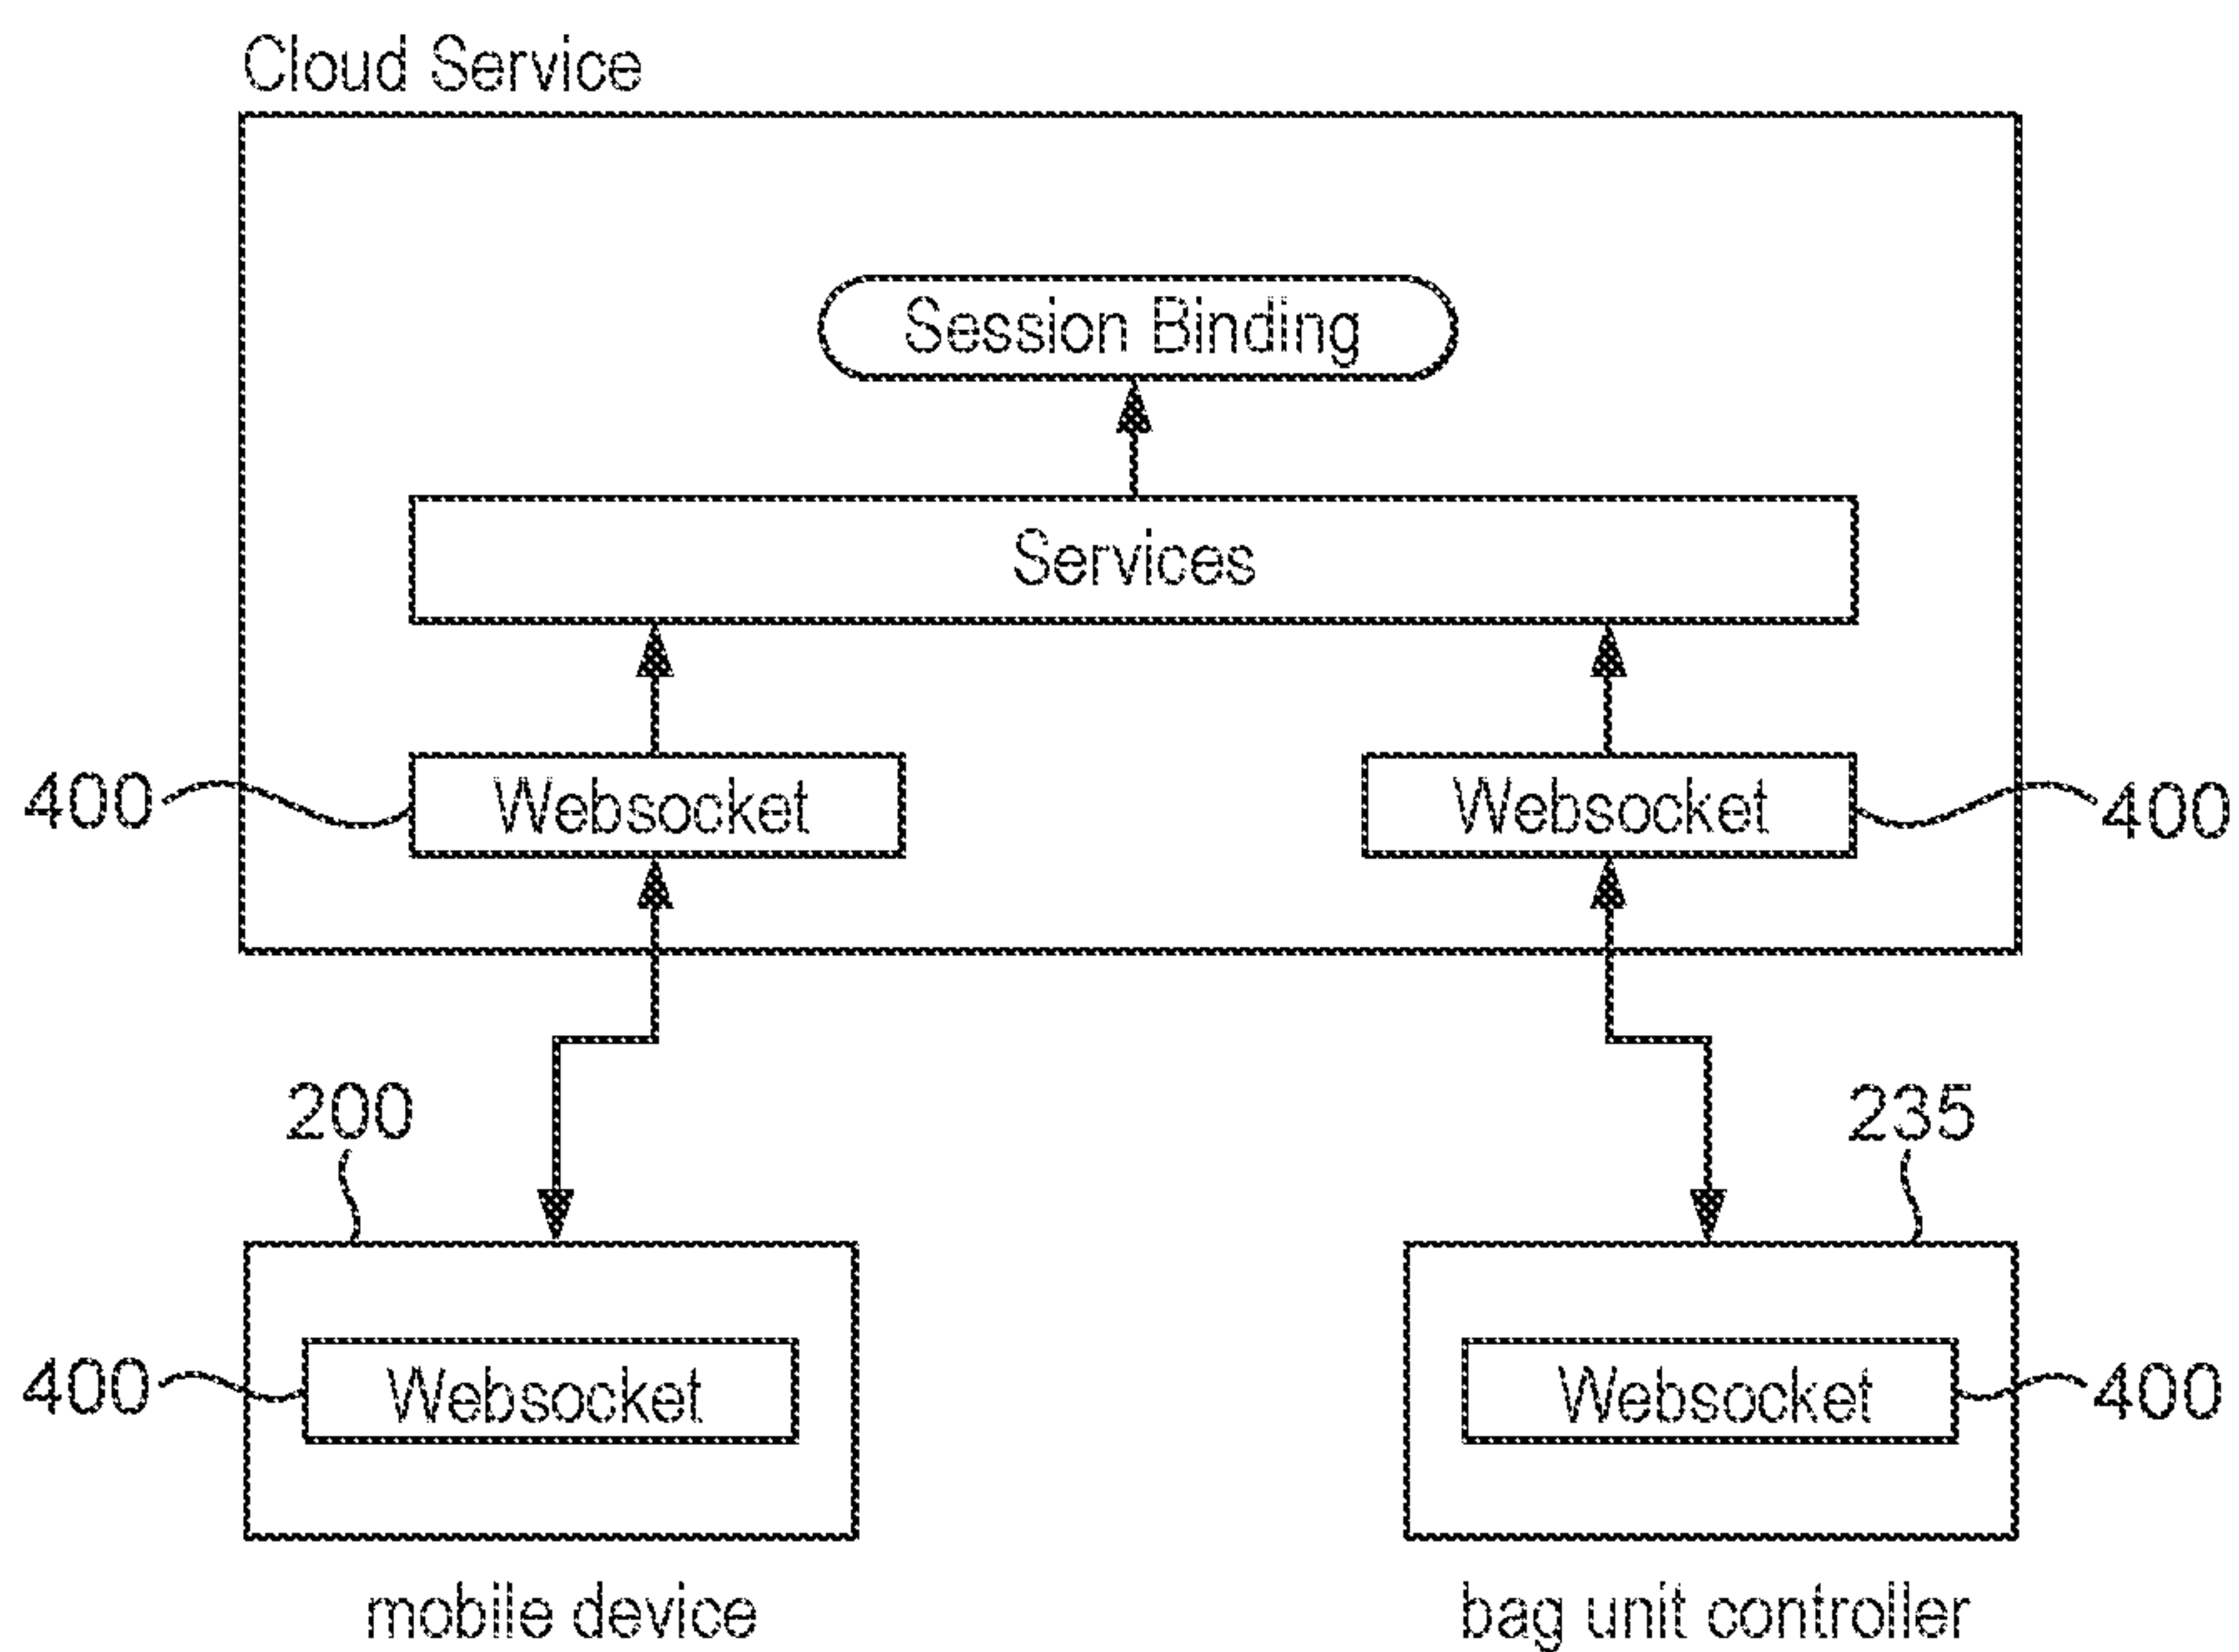 Cloud Service
Session Binding
Services
400 Websocket Websocket 400
200 235
400 Websocket Websocket 400
mobile device bag unit controller